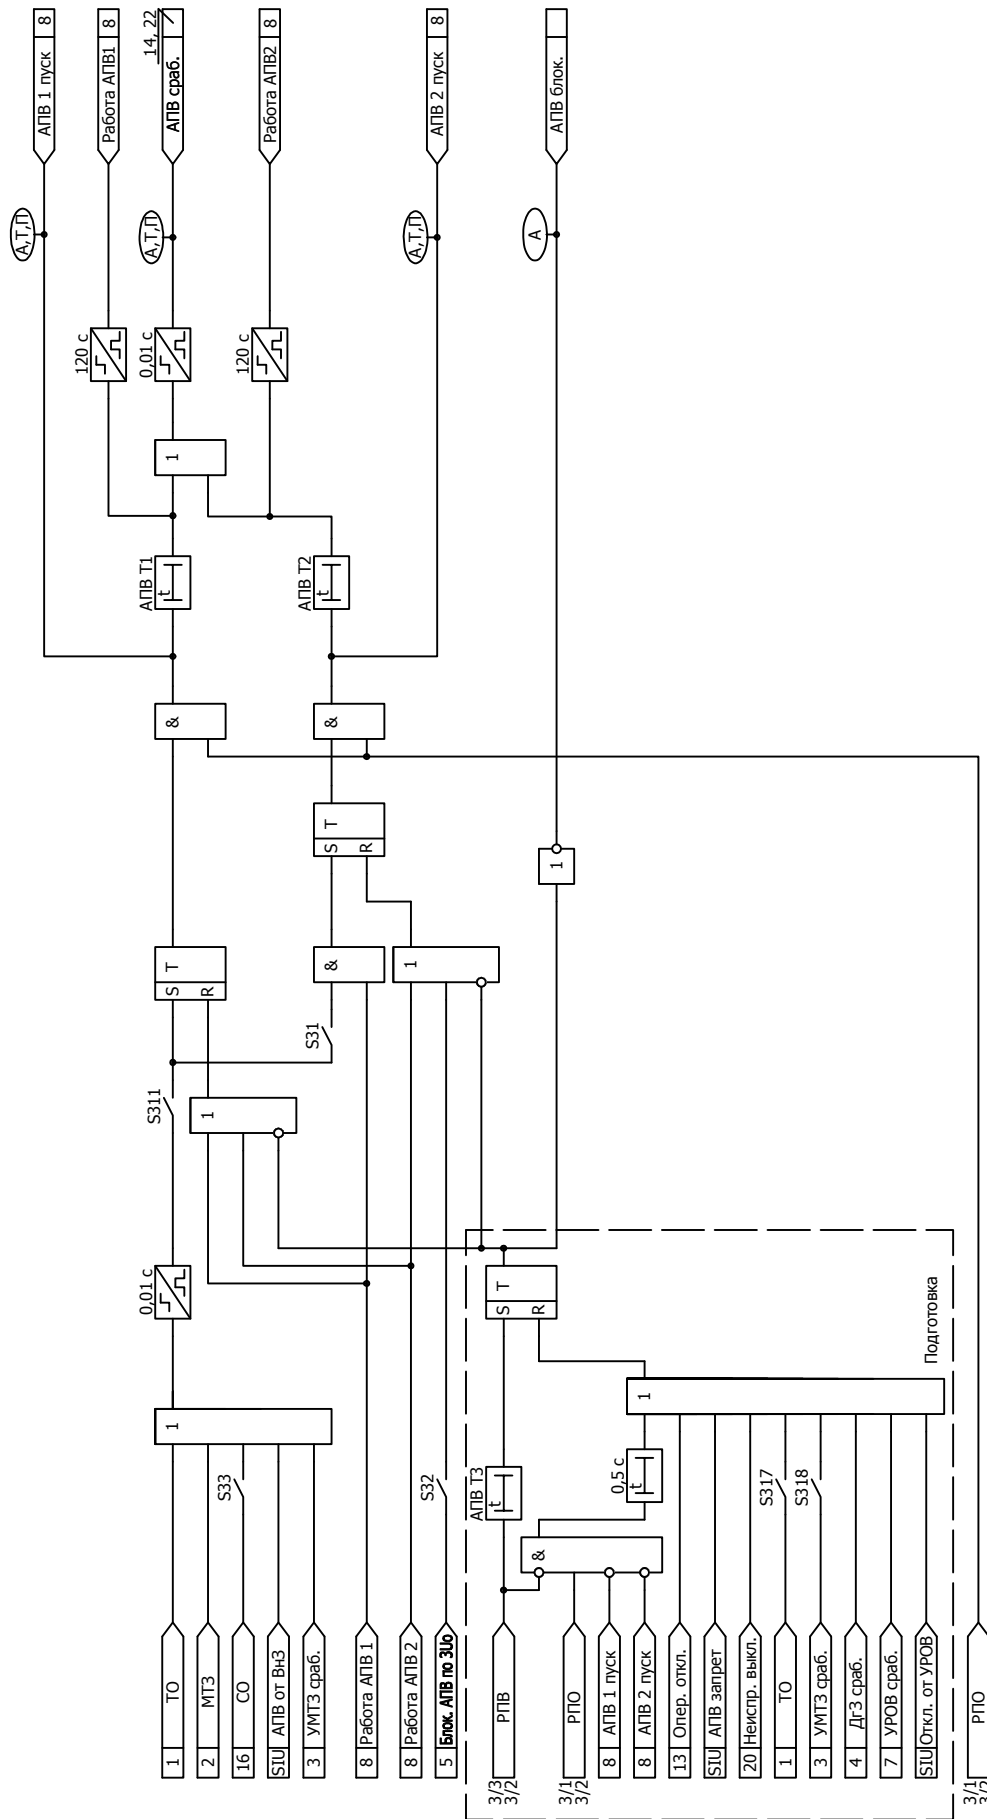 1 ТО
2 МТЗ
16 СО
SIU АПВ от ВнЗ
3 УМТЗ сраб.
8 Работа АПВ 1
8 Работа АПВ 2
5 Блок. АПВ по 3Uo
3/3
3/2
РПВ
3/1
3/2
РПО
8 АПВ 1 пуск
8 АПВ 2 пуск
13 Опер. откл.
SIU АПВ запрет
20 Неиспр. выкл.
1 ТО
3 УМТЗ сраб.
4 ДгЗ сраб.
7 УРОВ сраб.
SIU Откл. от УРОВ
3/1
3/2
РПО
S33
S32
АПВ Т3
t
&
0,5 с
t
S317
S318
1
1
Подготовка
0,01 с
S T
R
S311
1
S31
S T
R
&
1
S T
R
1
&
&
АПВ Т1
t
АПВ Т2
t
1
120 с
0,01 с
120 с
А,Т,П
А,Т,П
А,Т,П
А
АПВ 1 пуск 8
Работа АПВ1 8
14, 22
АПВ сраб.
Работа АПВ2 8
АПВ 2 пуск 8
АПВ блок.